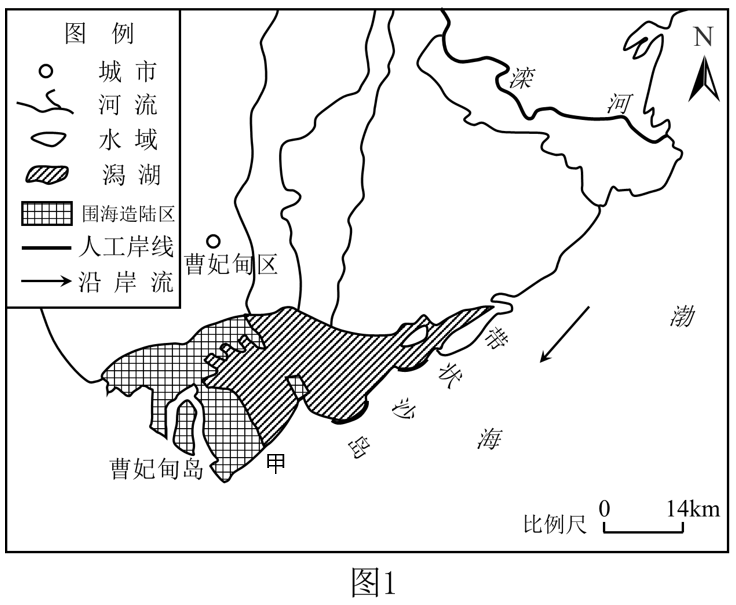 图 例
城 市
河 流
水 域
潟 湖
围海造陆区
人工岸线
沿 岸 流
滦 河
N
曹妃甸区
渤 海
带状沙岛
曹妃甸岛
甲
比例尺 0 14km
图1